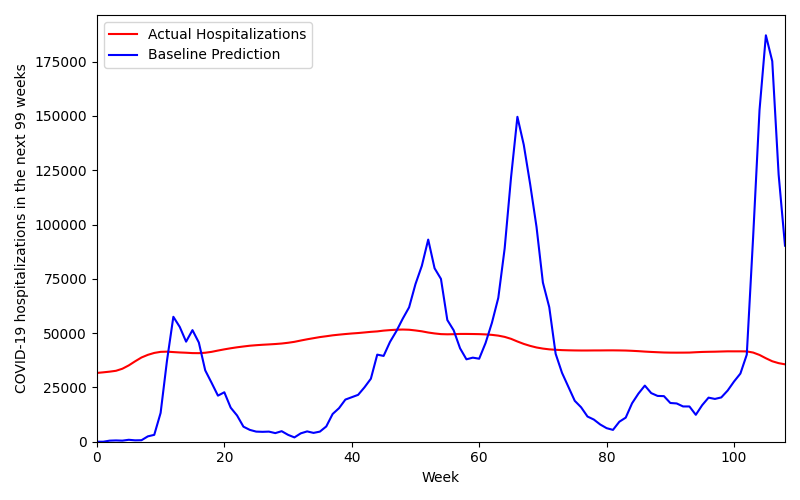 Actual Hospitalizations
Baseline Prediction
COVID-19 hospitalizations in the next 99 weeks
175000
150000
125000
100000
75000
50000
25000
0
0 20 40 60 80 100
Week